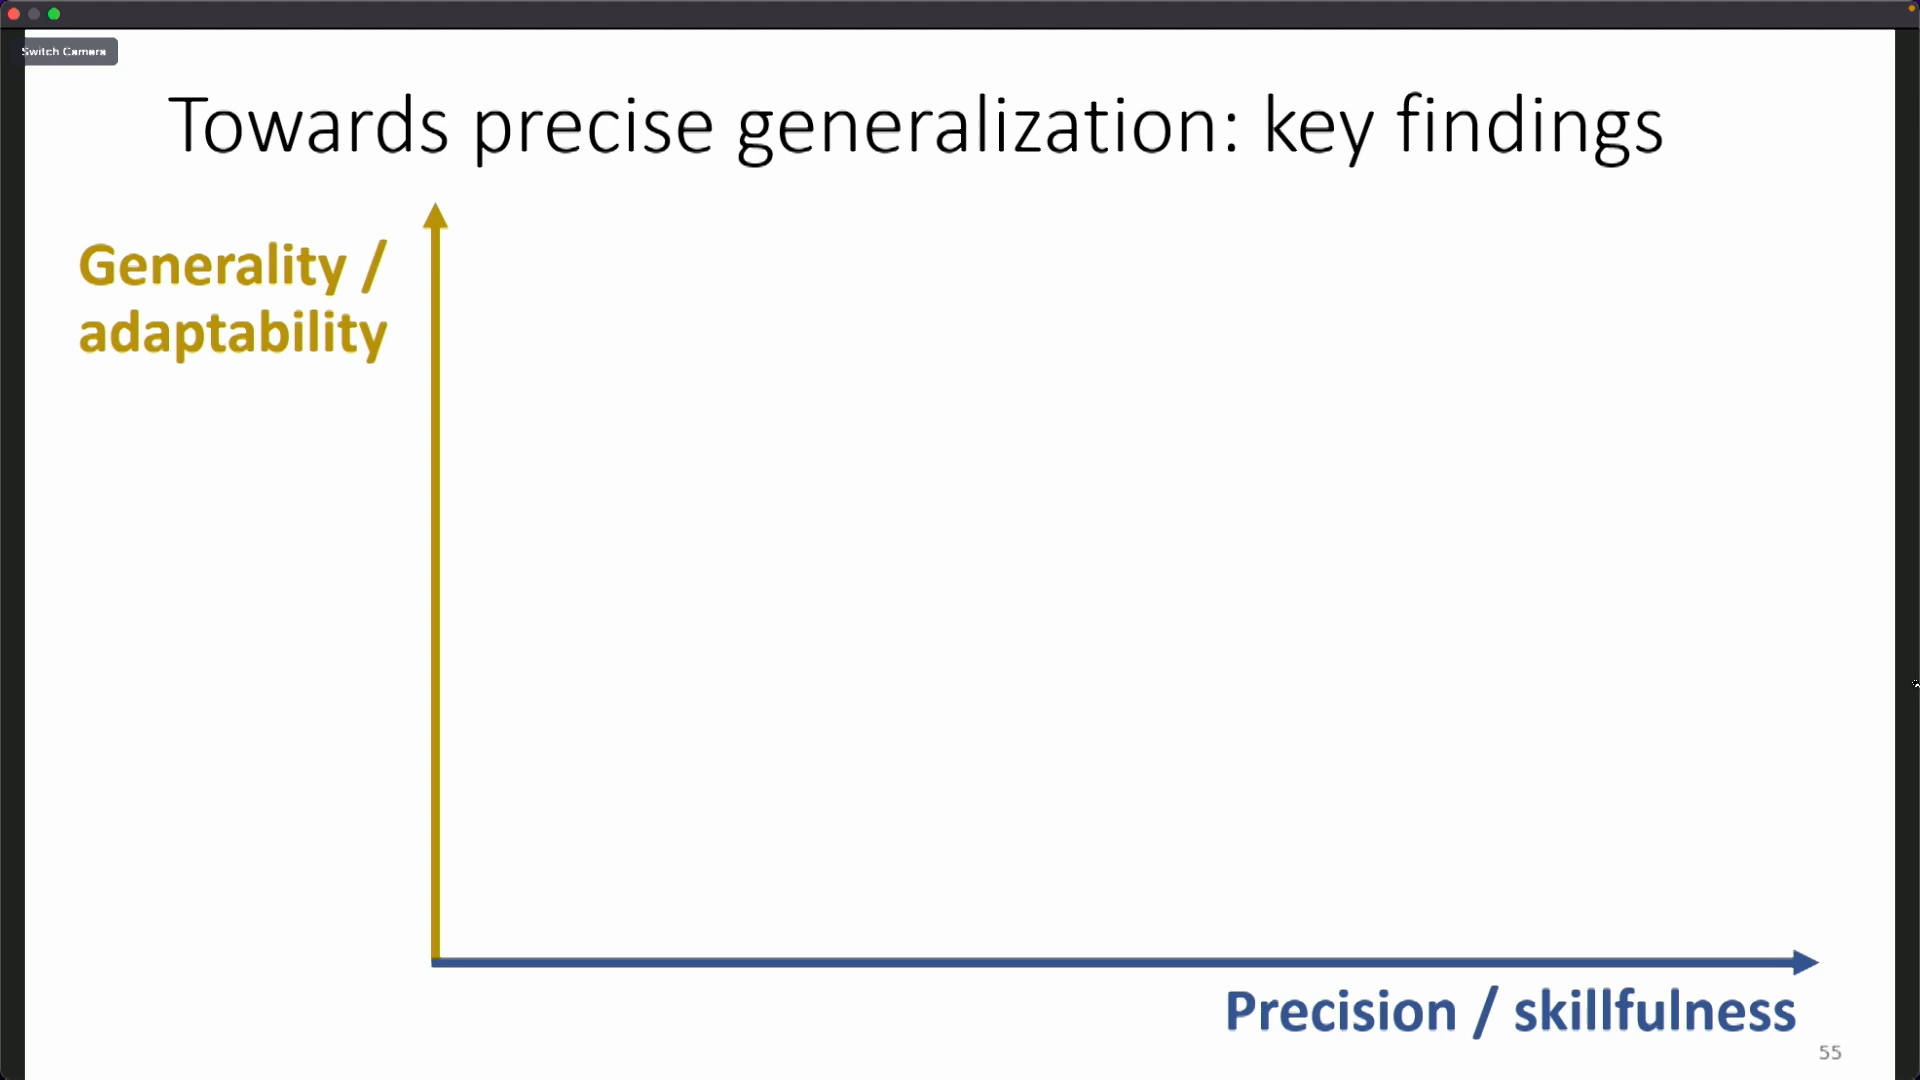 Switch Camera
Towards precise generalization: key findings
Generality /
adaptability
Precision / skillfulness
55